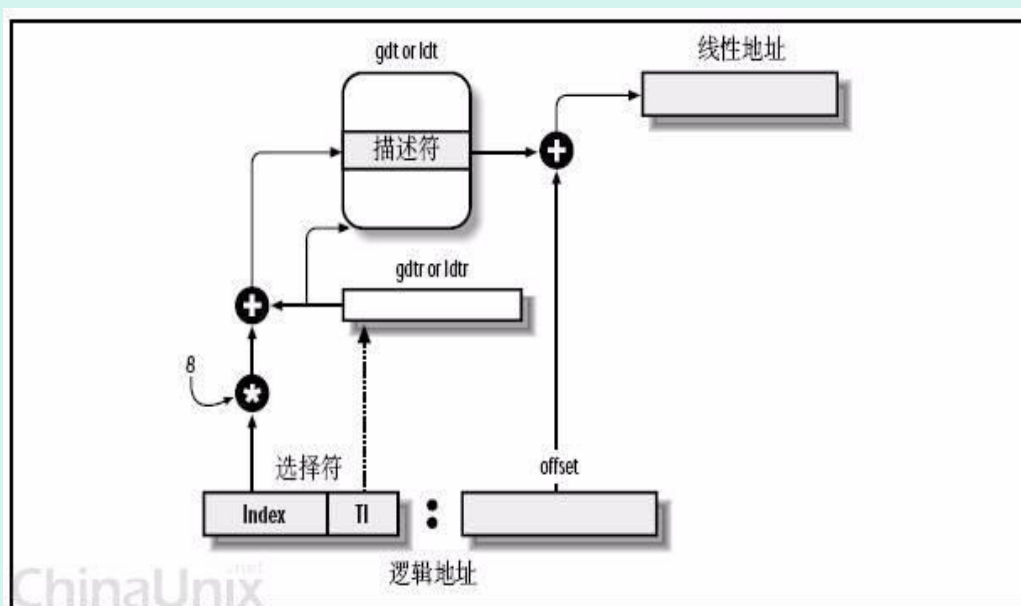 gdt or ldt
线性地址
描述符
gdtr or ldtr
8
选择符
offset
Index
TI
:
逻辑地址
ChinaUnix.net